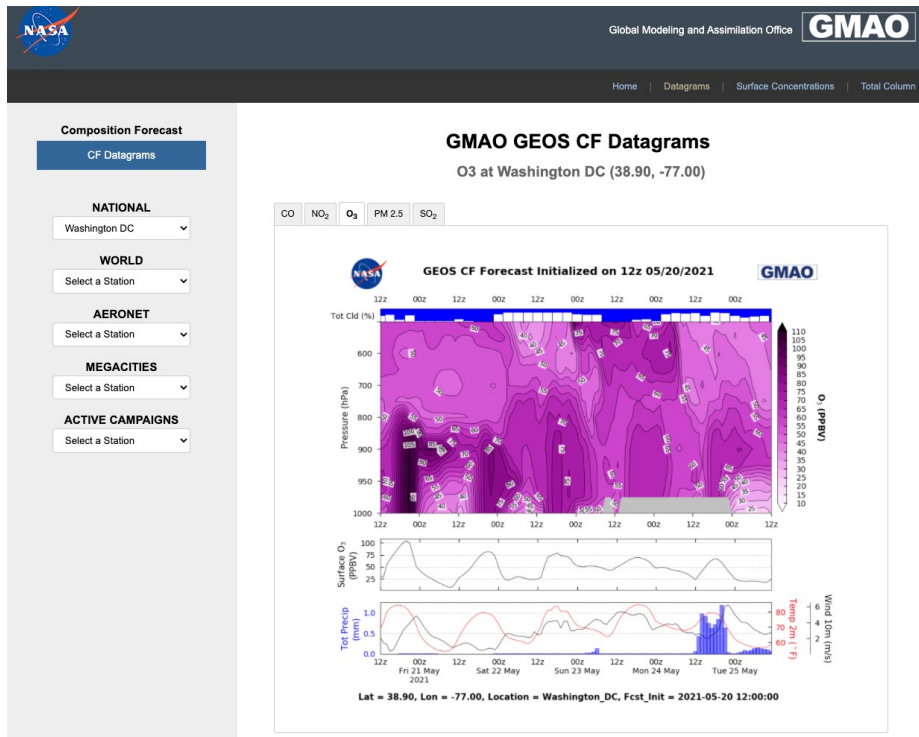 NASA
Global Modeling and Assimilation Office GMAO
Home | Datagrams | Surface Concentrations | Total Column
Composition Forecast
CF Datagrams
NATIONAL
Washington DC
WORLD
Select a Station
AERONET
Select a Station
MEGACITIES
Select a Station
ACTIVE CAMPAIGNS
Select a Station
GMAO GEOS CF Datagrams
O3 at Washington DC (38.90, -77.00)
CO NO₂ O₃ PM 2.5 SO₂
NASA GEOS CF Forecast Initialized on 12z 05/20/2021 GMAO
12z 00z 12z 00z 12z 00z 12z 00z 12z 00z
Tot Cld (%)
Pressure (hPa)
600
700
800
900
950
1000
110
105
100
95
90
85
80
75
70
65
60
55
50
45
40
35
30
25
20
15
10
O₃ (PPBV)
12z 00z 12z 00z 12z 00z 12z 00z 12z 00z 12z
Surface O₃
(PPBV)
100
75
50
25
Tot Precip
(mm)
1.0
0.5
0.0
80
70
60
Temp 2m (°F)
6
4
2
Wind 10m (m/s)
12z 00z 12z 00z 12z 00z 12z 00z 12z 00z
Fri 21 May Sat 22 May Sun 23 May Mon 24 May Tue 25 May
2021
Lat = 38.90, Lon = -77.00, Location = Washington_DC, Fcst_Init = 2021-05-20 12:00:00